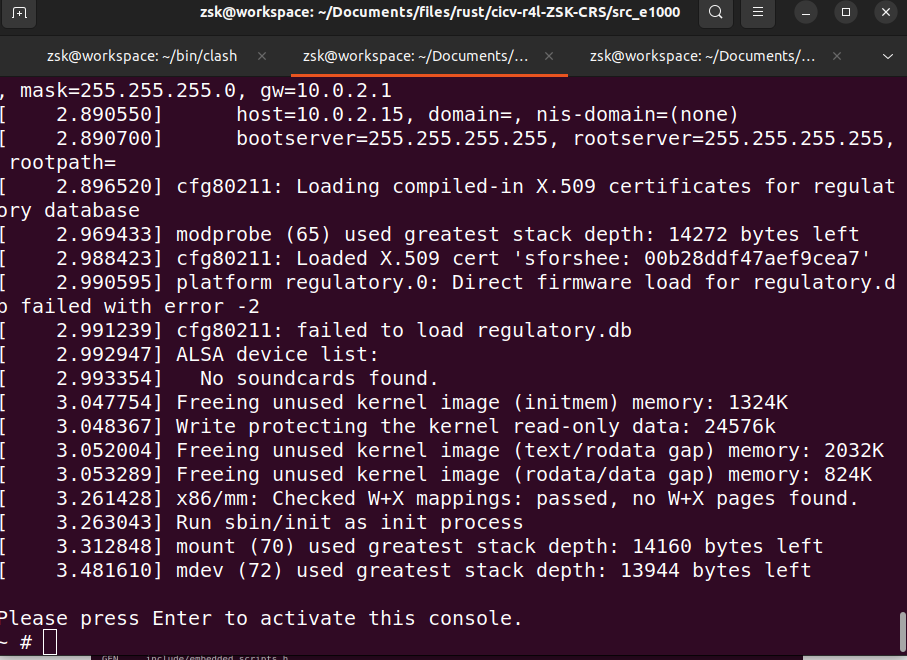 zsk@workspace: ~/Documents/files/rust/cicv-r4l-ZSK-CRS/src_e1000
zsk@workspace: ~/bin/clash
zsk@workspace: ~/Documents/...
zsk@workspace: ~/Documents/...
, mask=255.255.255.0, gw=10.0.2.1
[    2.890550]      host=10.0.2.15, domain=, nis-domain=(none)
[    2.890700]      bootserver=255.255.255.255, rootserver=255.255.255.255,
 rootpath=
[    2.896520] cfg80211: Loading compiled-in X.509 certificates for regulat
ory database
[    2.969433] modprobe (65) used greatest stack depth: 14272 bytes left
[    2.988423] cfg80211: Loaded X.509 cert 'sforshee: 00b28ddf47aef9cea7'
[    2.990595] platform regulatory.0: Direct firmware load for regulatory.d
b failed with error -2
[    2.991239] cfg80211: failed to load regulatory.db
[    2.992947] ALSA device list:
[    2.993354]   No soundcards found.
[    3.047754] Freeing unused kernel image (initmem) memory: 1324K
[    3.048367] Write protecting the kernel read-only data: 24576k
[    3.052004] Freeing unused kernel image (text/rodata gap) memory: 2032K
[    3.053289] Freeing unused kernel image (rodata/data gap) memory: 824K
[    3.261428] x86/mm: Checked W+X mappings: passed, no W+X pages found.
[    3.263043] Run sbin/init as init process
[    3.312848] mount (70) used greatest stack depth: 14160 bytes left
[    3.481610] mdev (72) used greatest stack depth: 13944 bytes left

Please press Enter to activate this console.
~ #
GEN include/embedded_scripts.h